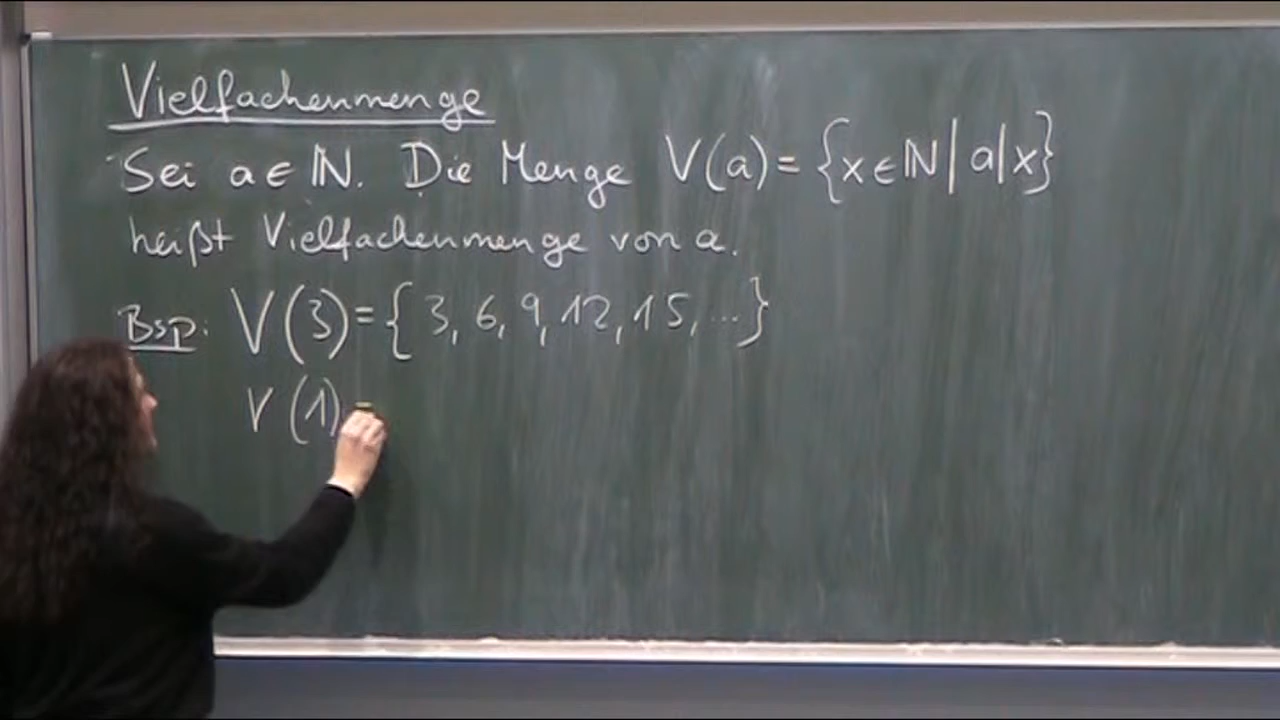 Vielfachenmenge
Sei a ∈ ℕ. Die Menge V(a) = {x ∈ ℕ | a|x}
heißt Vielfachenmenge von a.
Bsp: V(3) = {3, 6, 9, 12, 15, ...}
V(1) =